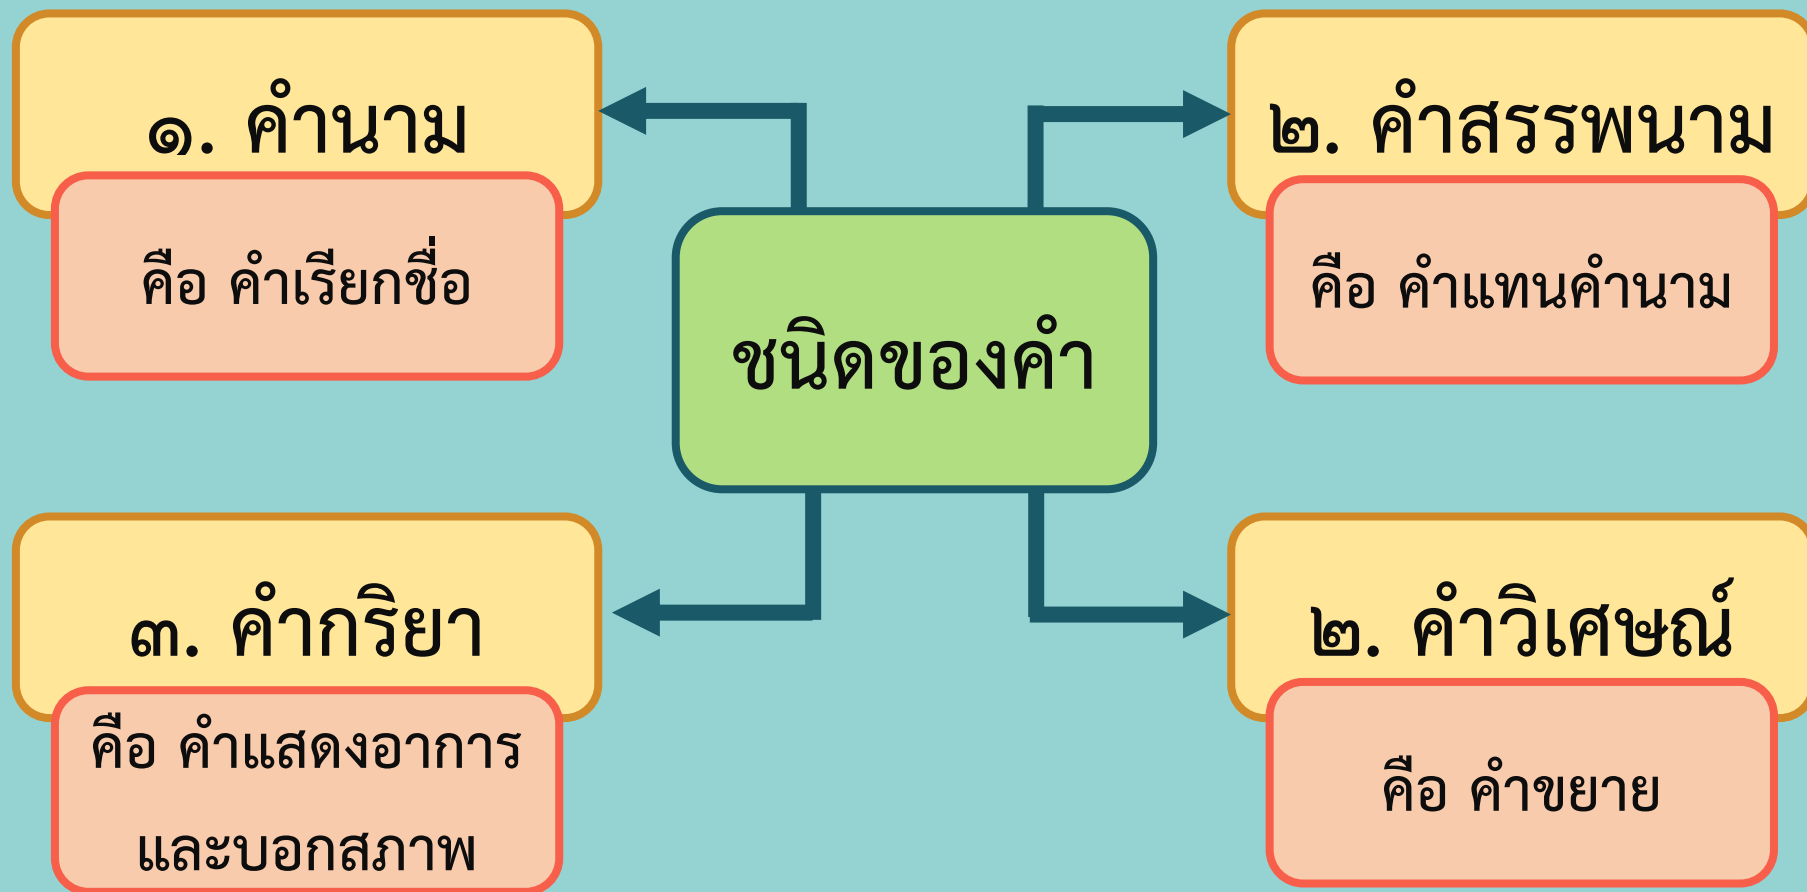 ๑. คำนาม
คือ คำเรียกชื่อ
๒. คำสรรพนาม
คือ คำแทนคำนาม
ชนิดของคำ
๓. คำกริยา
คือ คำแสดงอาการ
และบอกสภาพ
๒. คำวิเศษณ์
คือ คำขยาย